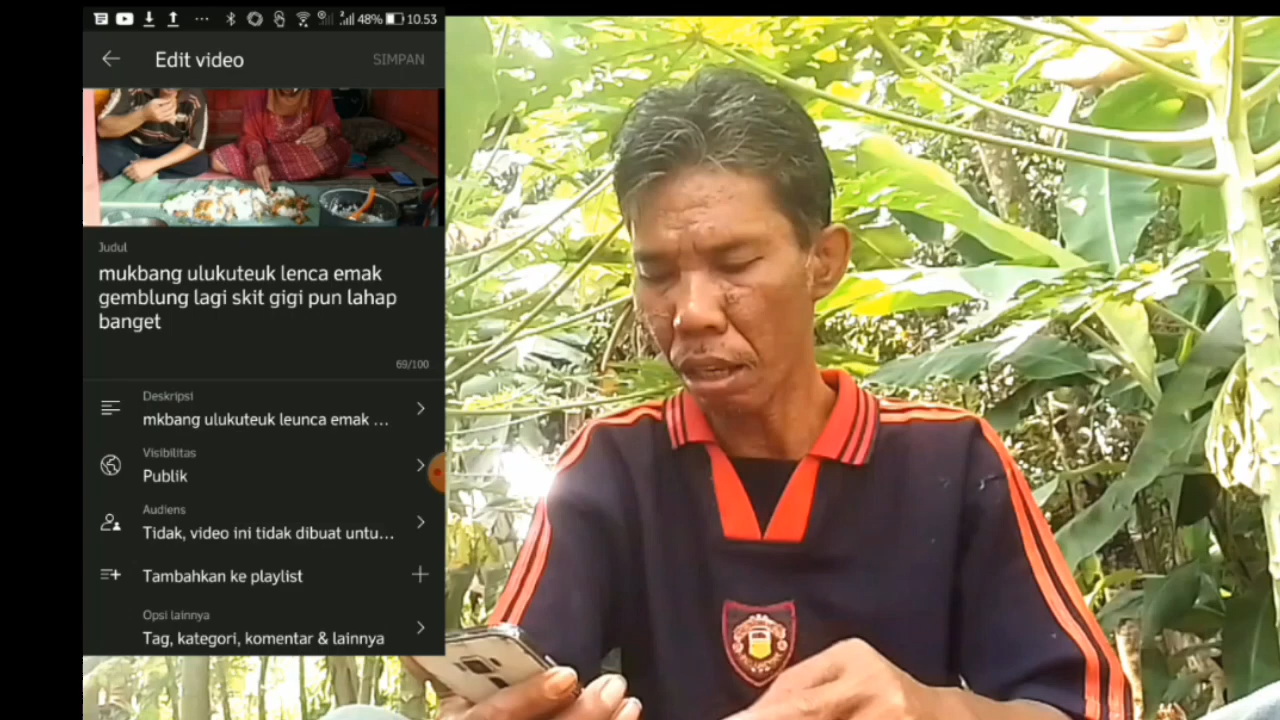 48% 10.53
Edit video
SIMPAN
Judul
mukbang ulukuteuk lenca emak
gemblung lagi skit gigi pun lahap
banget
69/100
Deskripsi
mkbang ulukuteuk leunca emak ...
Visibilitas
Publik
Audiens
Tidak, video ini tidak dibuat untu...
Tambahkan ke playlist
Opsi lainnya
Tag, kategori, komentar & lainnya